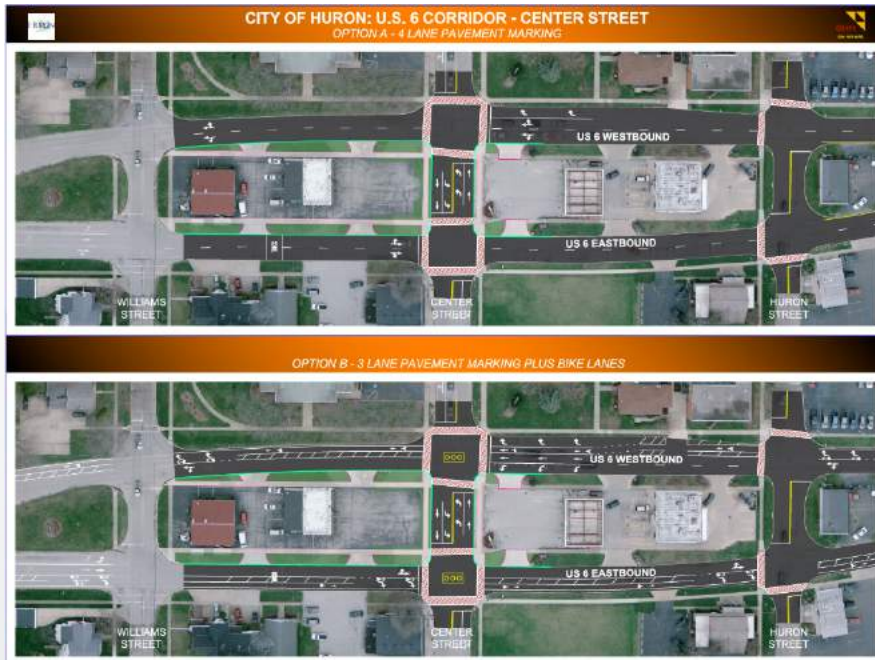 CITY OF HURON: U.S. 6 CORRIDOR - CENTER STREET
OPTION A - 4 LANE PAVEMENT MARKING
HURON
US 6 WESTBOUND
US 6 EASTBOUND
WILLIAMS
STREET
CENTER
STREET
HURON
STREET
OPTION B - 3 LANE PAVEMENT MARKING PLUS BIKE LANES
US 6 WESTBOUND
US 6 EASTBOUND
WILLIAMS
STREET
CENTER
STREET
HURON
STREET